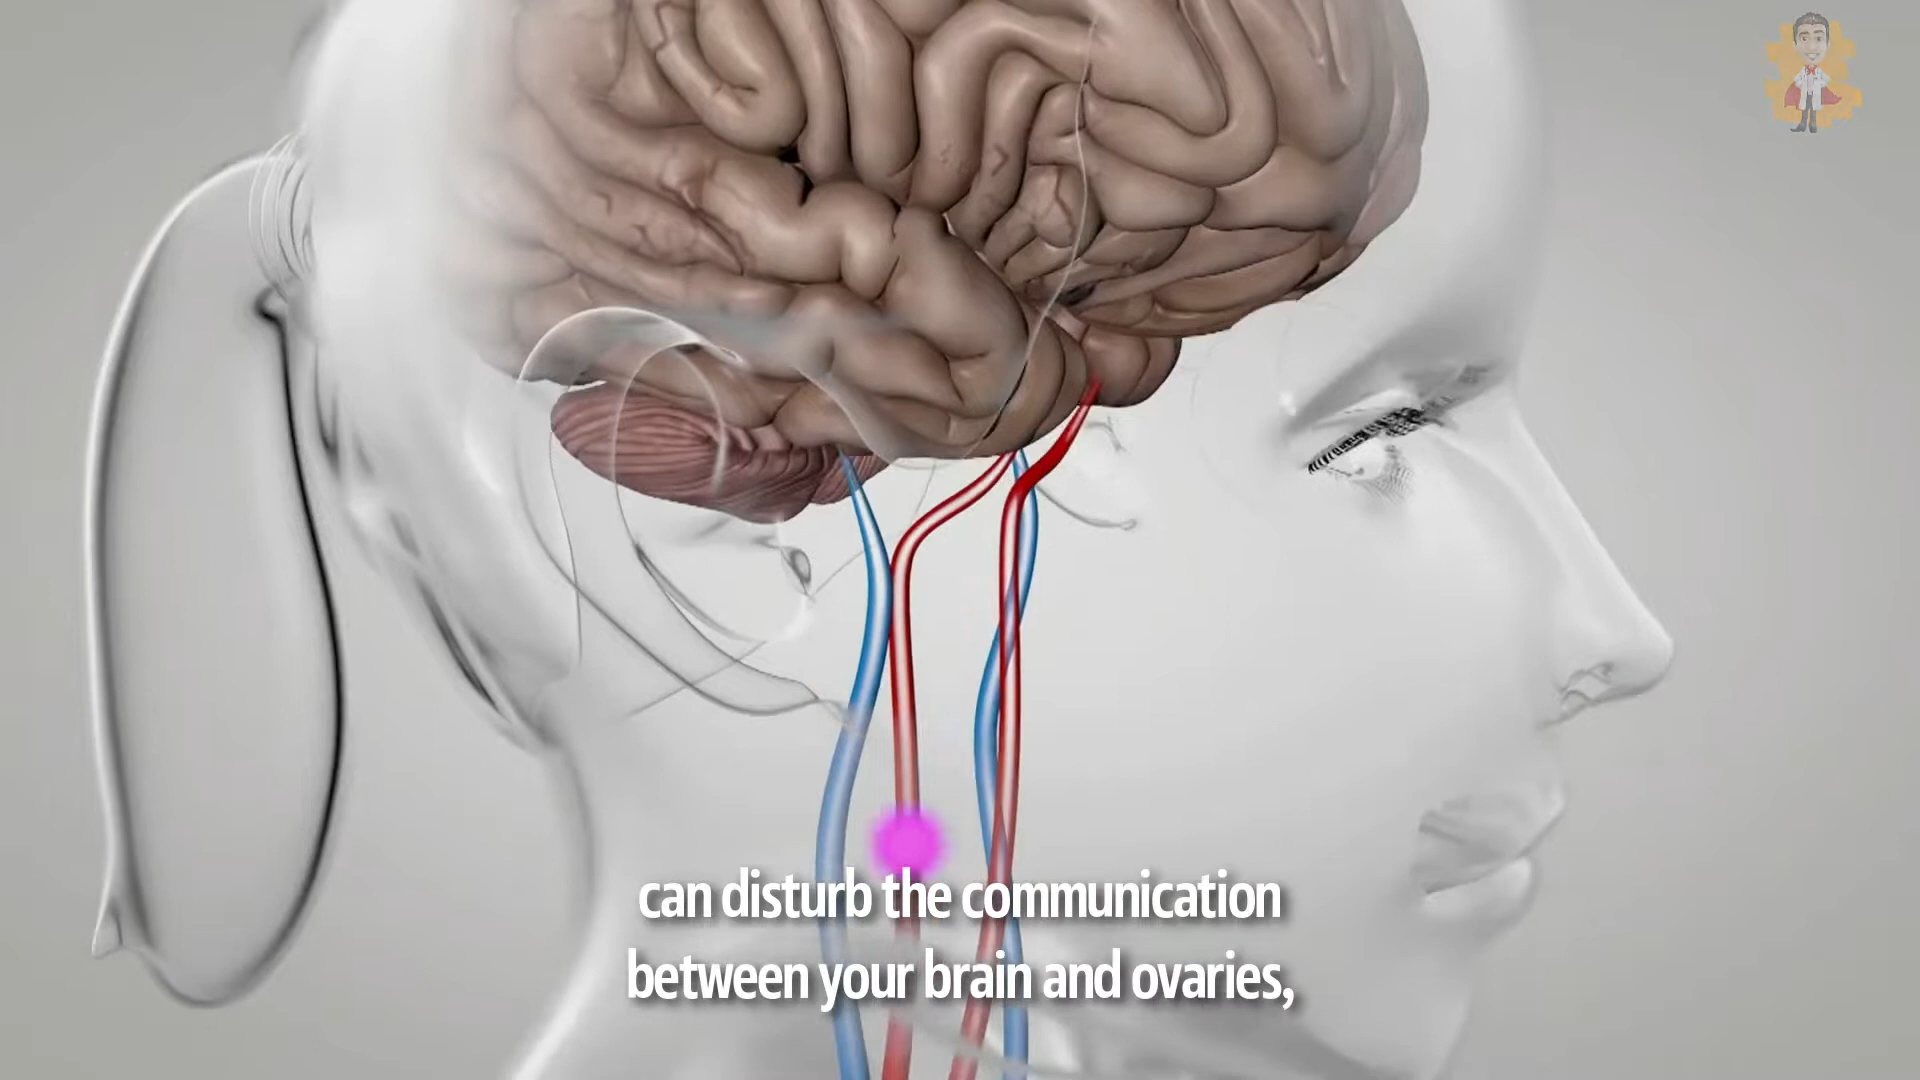 can disturb the communication
between your brain and ovaries,